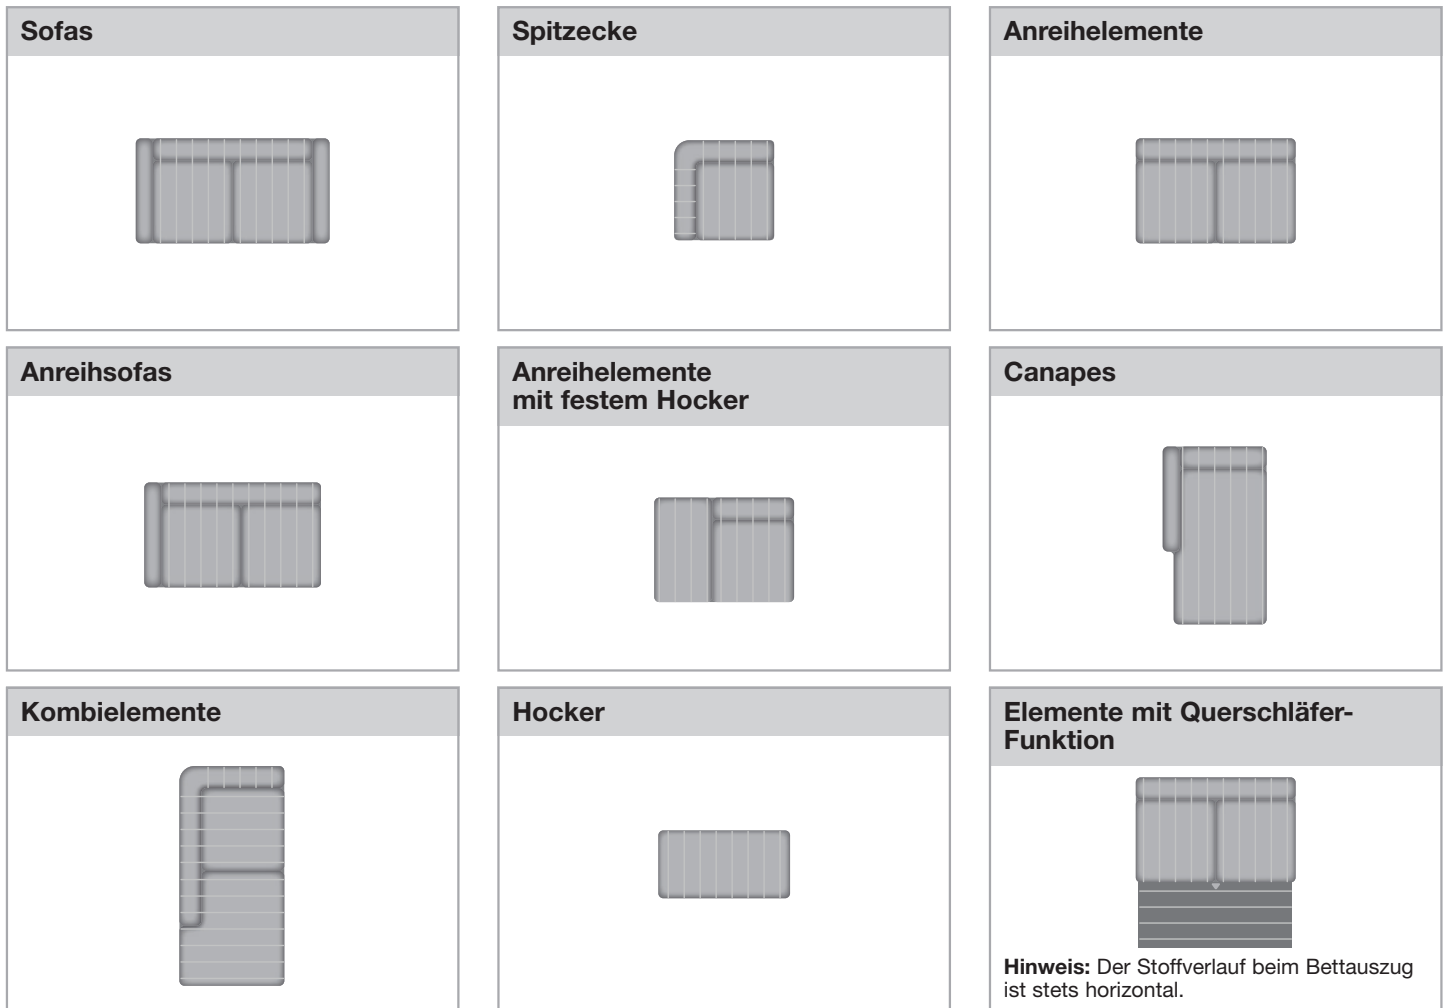 Sofas
Spitzecke
Anreihelemente
Anreihsofas
Anreihelemente
mit festem Hocker
Canapes
Kombielemente
Hocker
Elemente mit Querschläfer-
Funktion
Hinweis: Der Stoffverlauf beim Bettauszug
ist stets horizontal.